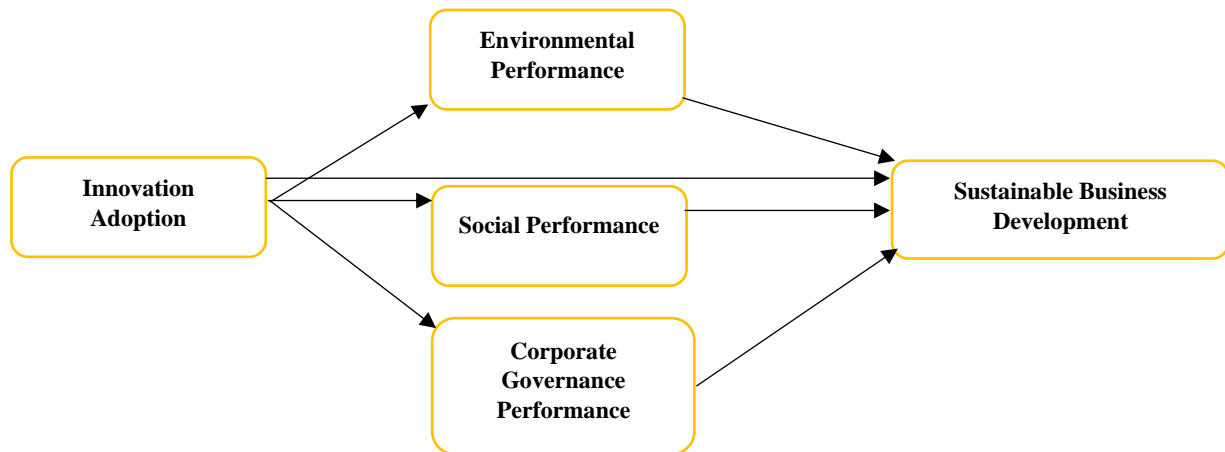 Environmental
Performance
Innovation
Adoption
Social Performance
Sustainable Business
Development
Corporate
Governance
Performance